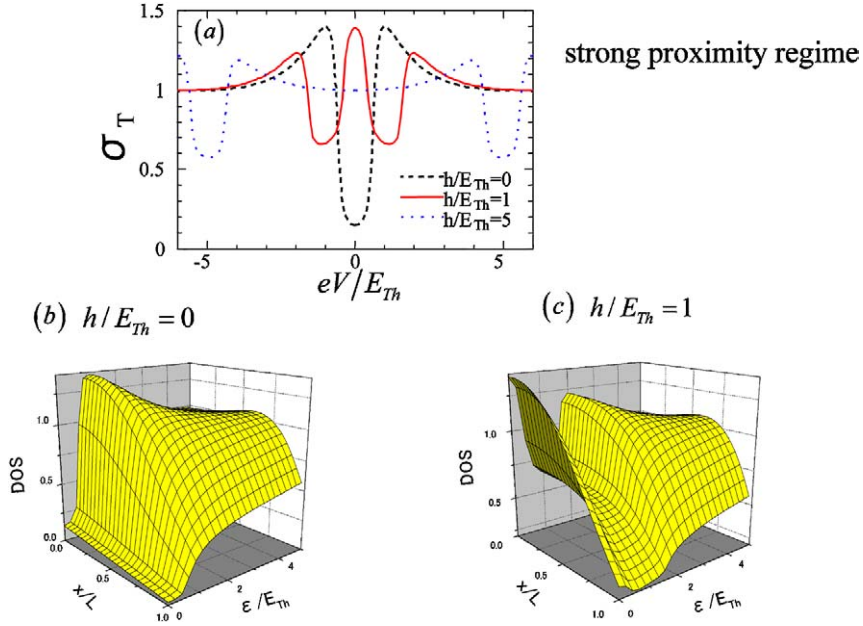 1.5
(a)
strong proximity regime
1
σ_T
0.5
h/E_Th=0
h/E_Th=1
h/E_Th=5
0
-5 0 5
eV/E_Th
(b) h/E_Th = 0
(c) h/E_Th = 1
DOS
1.0
0.5
0.0
0.0
0.5
1.0
x/L
0
2
4
ε/E_Th
DOS
1.0
0.5
0.0
0.0
0.5
1.0
x/L
0
2
4
ε/E_Th